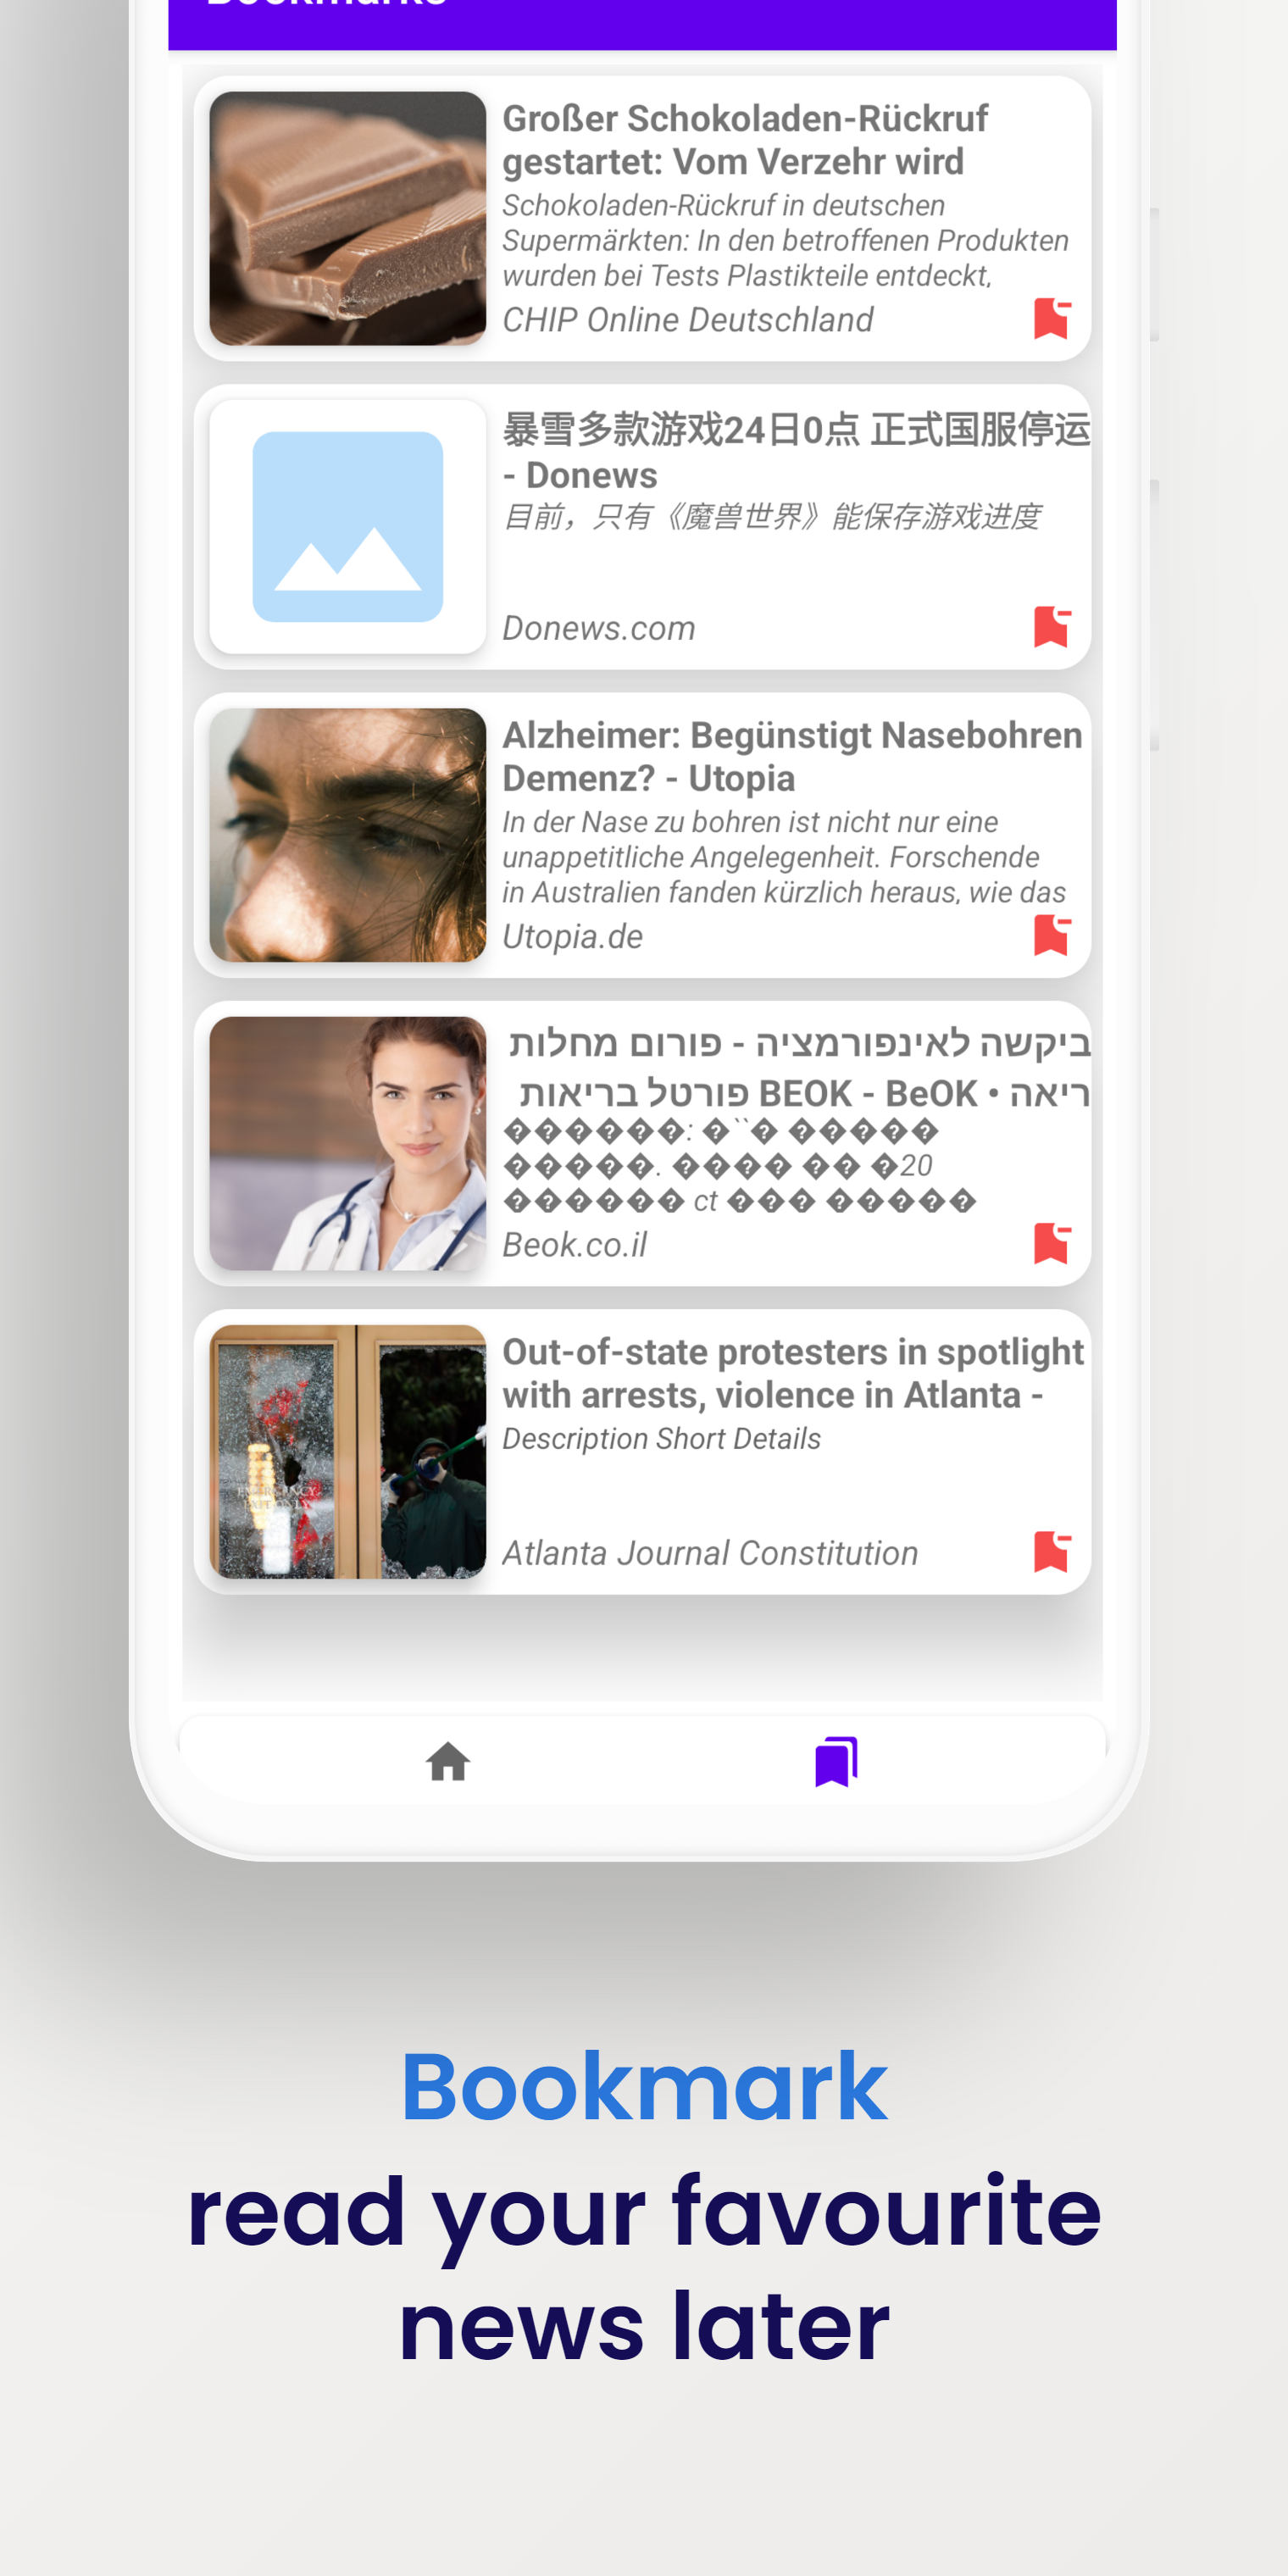 Bookmarks
Großer Schokoladen-Rückruf
gestartet: Vom Verzehr wird
Schokoladen-Rückruf in deutschen
Supermärkten: In den betroffenen Produkten
wurden bei Tests Plastikteile entdeckt,
CHIP Online Deutschland
暴雪多款游戏24日0点 正式国服停运
- Donews
目前，只有《魔兽世界》能保存游戏进度
Donews.com
Alzheimer: Begünstigt Nasebohren
Demenz? - Utopia
In der Nase zu bohren ist nicht nur eine
unappetitliche Angelegenheit. Forschende
in Australien fanden kürzlich heraus, wie das
Utopia.de
ביקשה לאינפורמציה - פורום מחלות
ריאה • BEOK - BeOK פורטל בריאות
������: �``� �����
�����. ���� �� �20
������ ct ��� �����
Beok.co.il
Out-of-state protesters in spotlight
with arrests, violence in Atlanta -
Description Short Details
Atlanta Journal Constitution
Bookmark
read your favourite
news later